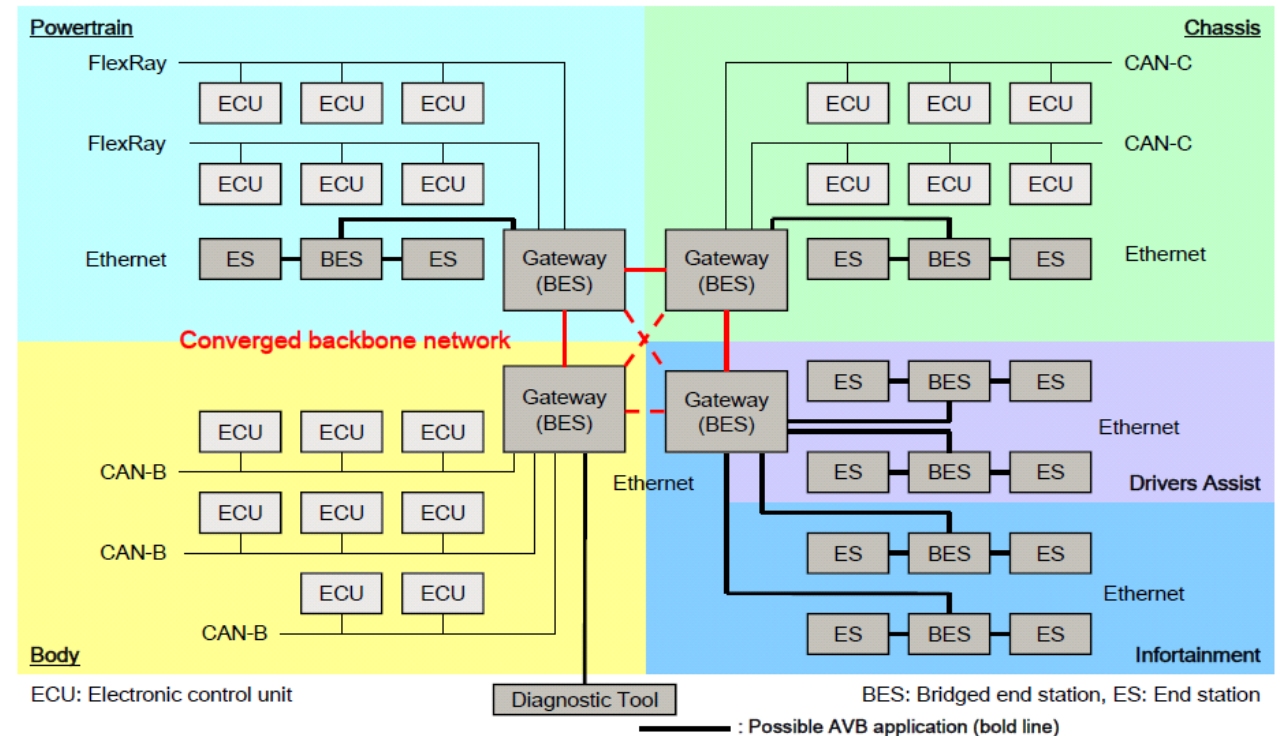 Powertrain
Chassis
FlexRay
CAN-C
ECU ECU ECU
ECU ECU ECU
FlexRay
CAN-C
ECU ECU ECU
ECU ECU ECU
Ethernet
ES BES ES
Gateway
(BES)
Gateway
(BES)
ES BES ES
Ethernet
Converged backbone network
Gateway
(BES)
Gateway
(BES)
ES BES ES
Ethernet
ES BES ES
Drivers Assist
ECU ECU ECU
CAN-B
Ethernet
ECU ECU ECU
CAN-B
ES BES ES
Ethernet
ECU ECU
CAN-B
ES BES ES
Body
Infortainment
ECU: Electronic control unit
Diagnostic Tool
BES: Bridged end station, ES: End station
: Possible AVB application (bold line)